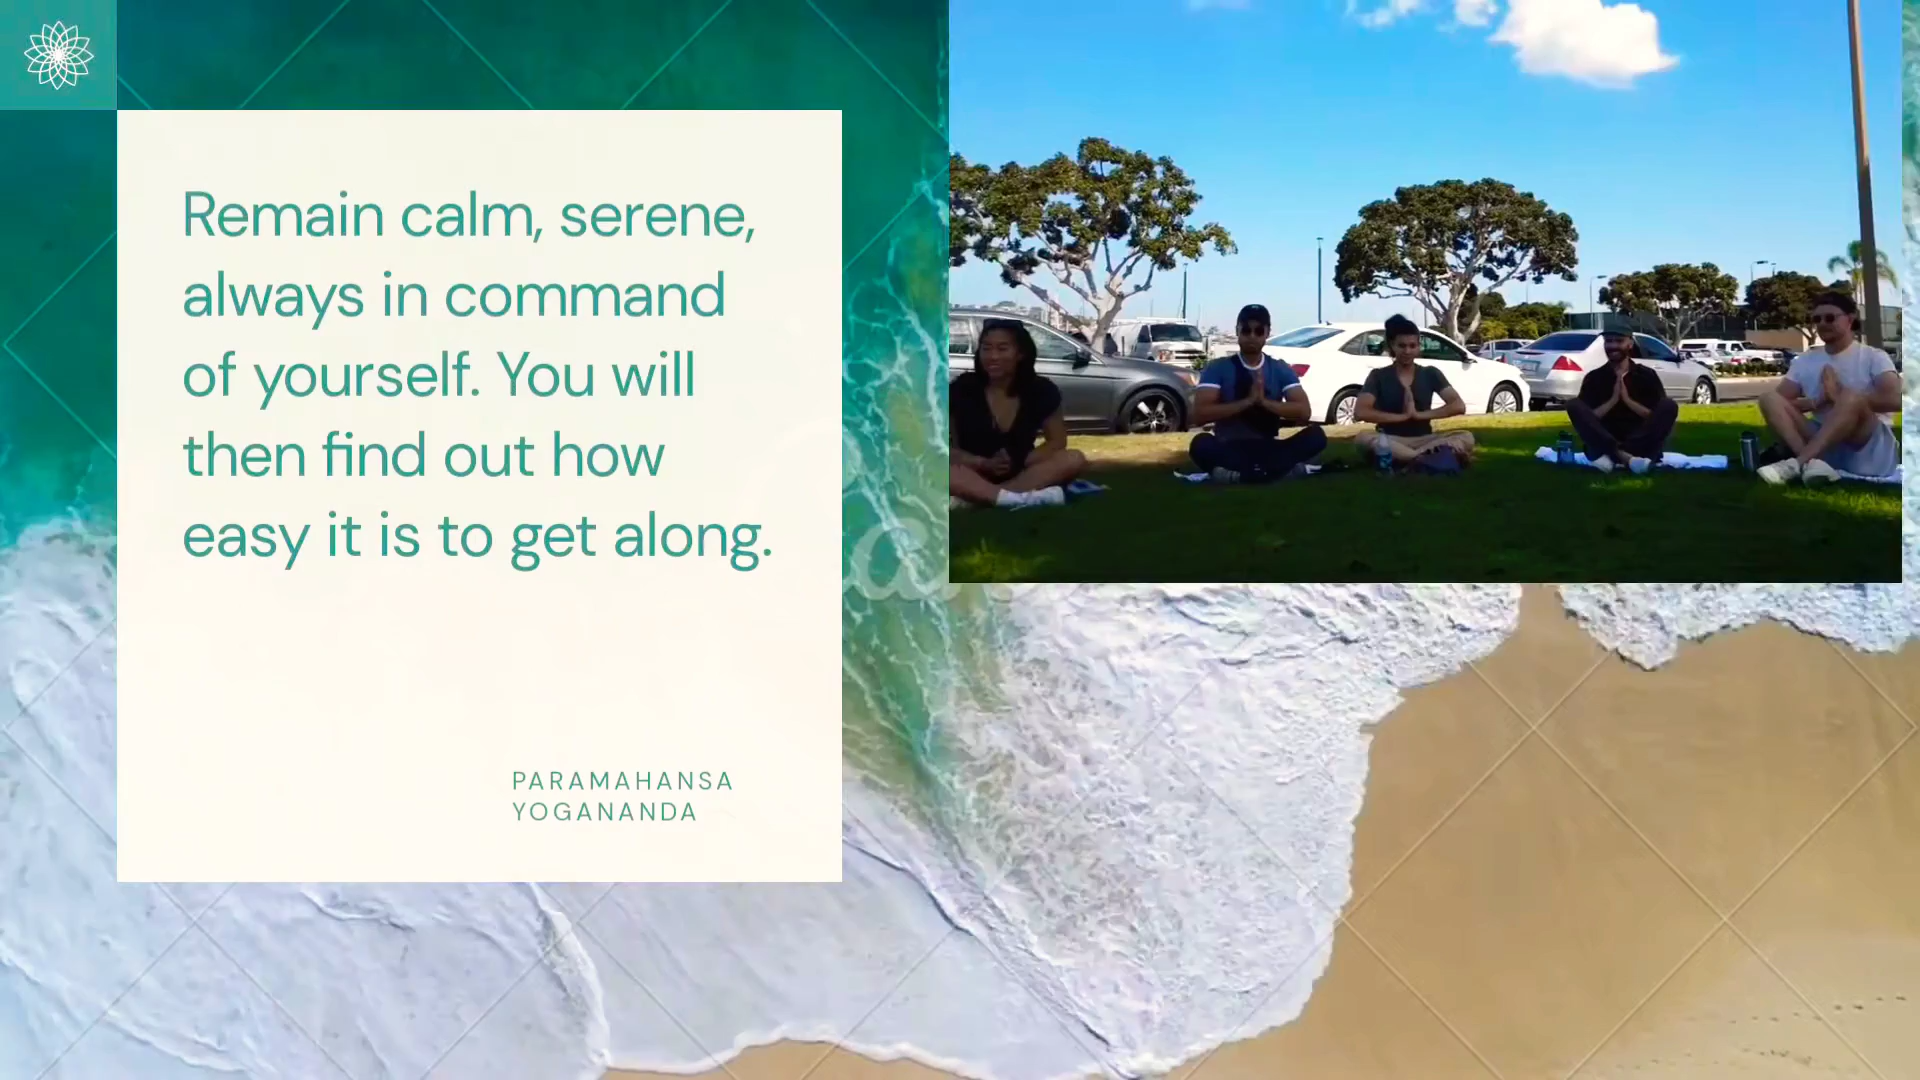 Remain calm, serene,
always in command
of yourself. You will
then find out how
easy it is to get along.
PARAMAHANSA
YOGANANDA